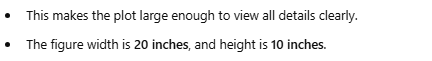 • This makes the plot large enough to view all details clearly.
• The figure width is 20 inches, and height is 10 inches.